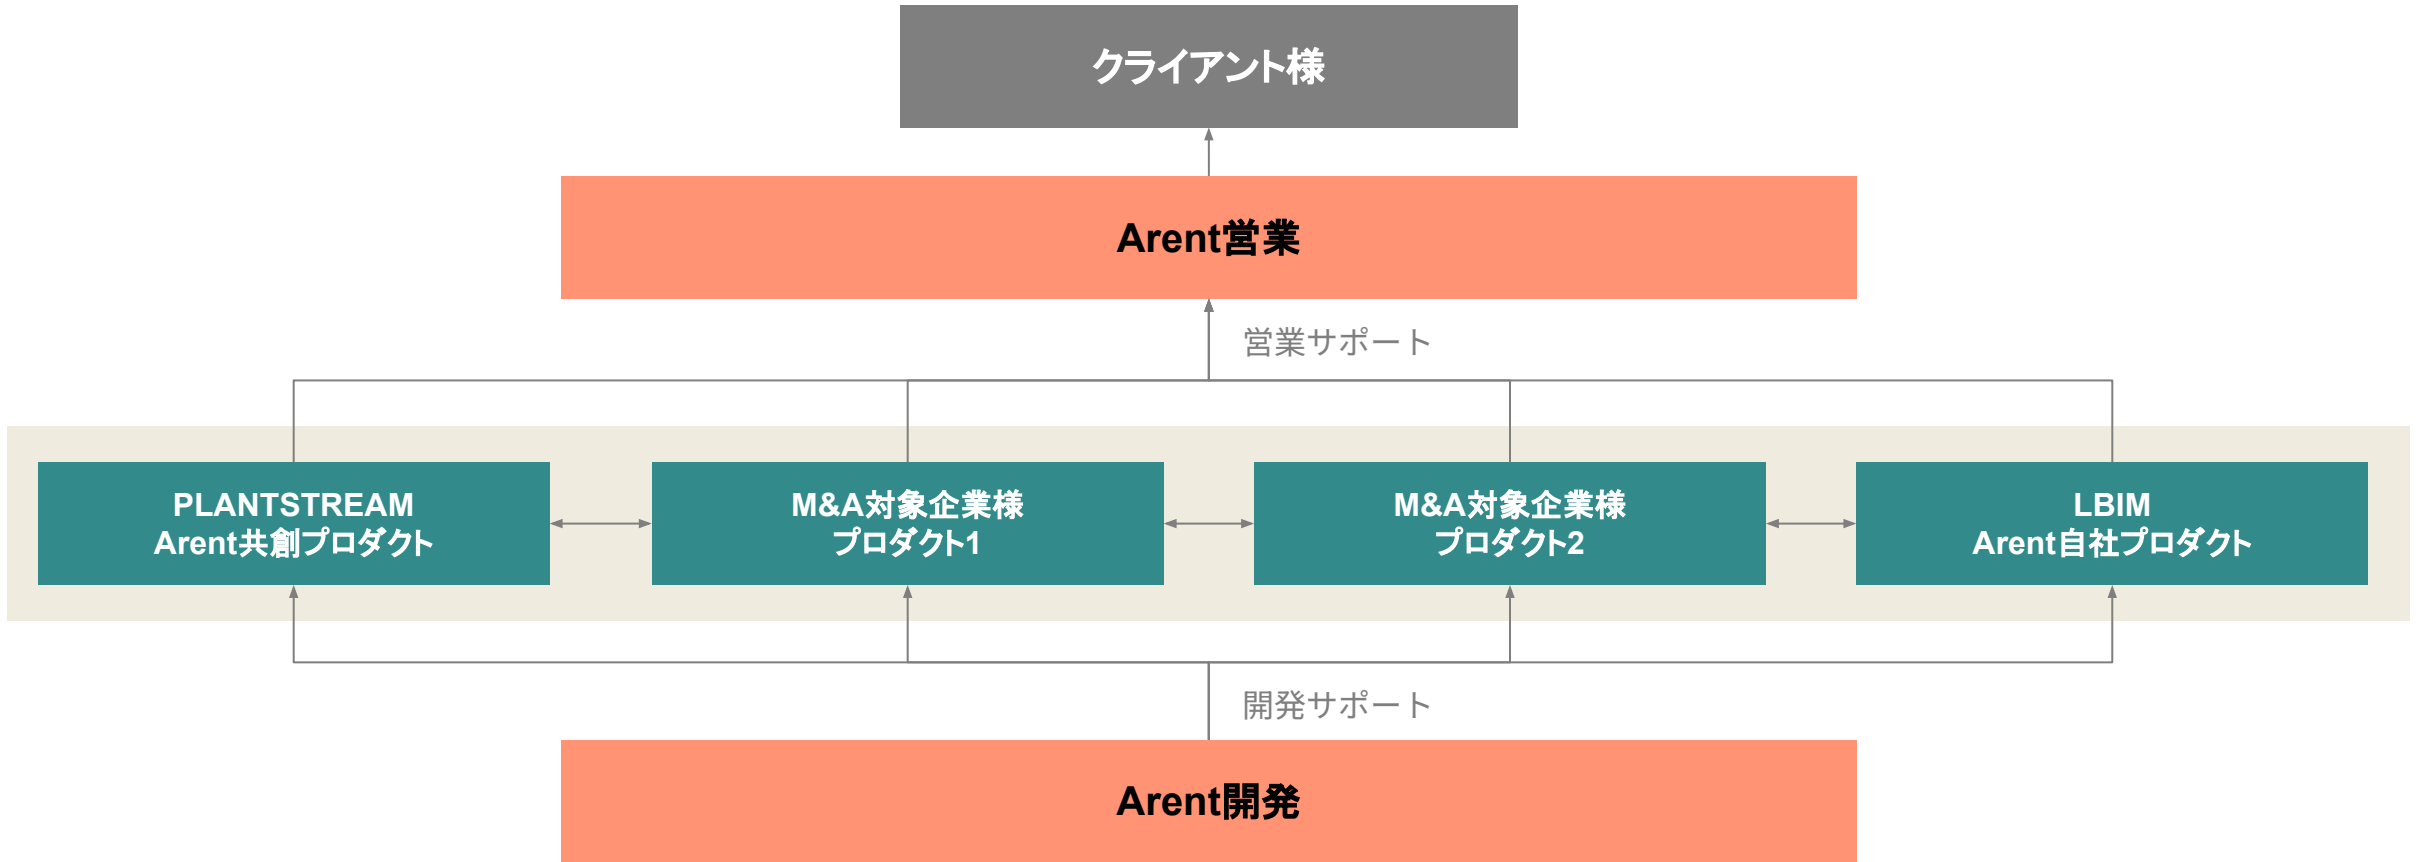 クライアント様
Arent営業
営業サポート
PLANTSTREAM
Arent共創プロダクト
M&A対象企業様
プロダクト1
M&A対象企業様
プロダクト2
LBIM
Arent自社プロダクト
開発サポート
Arent開発